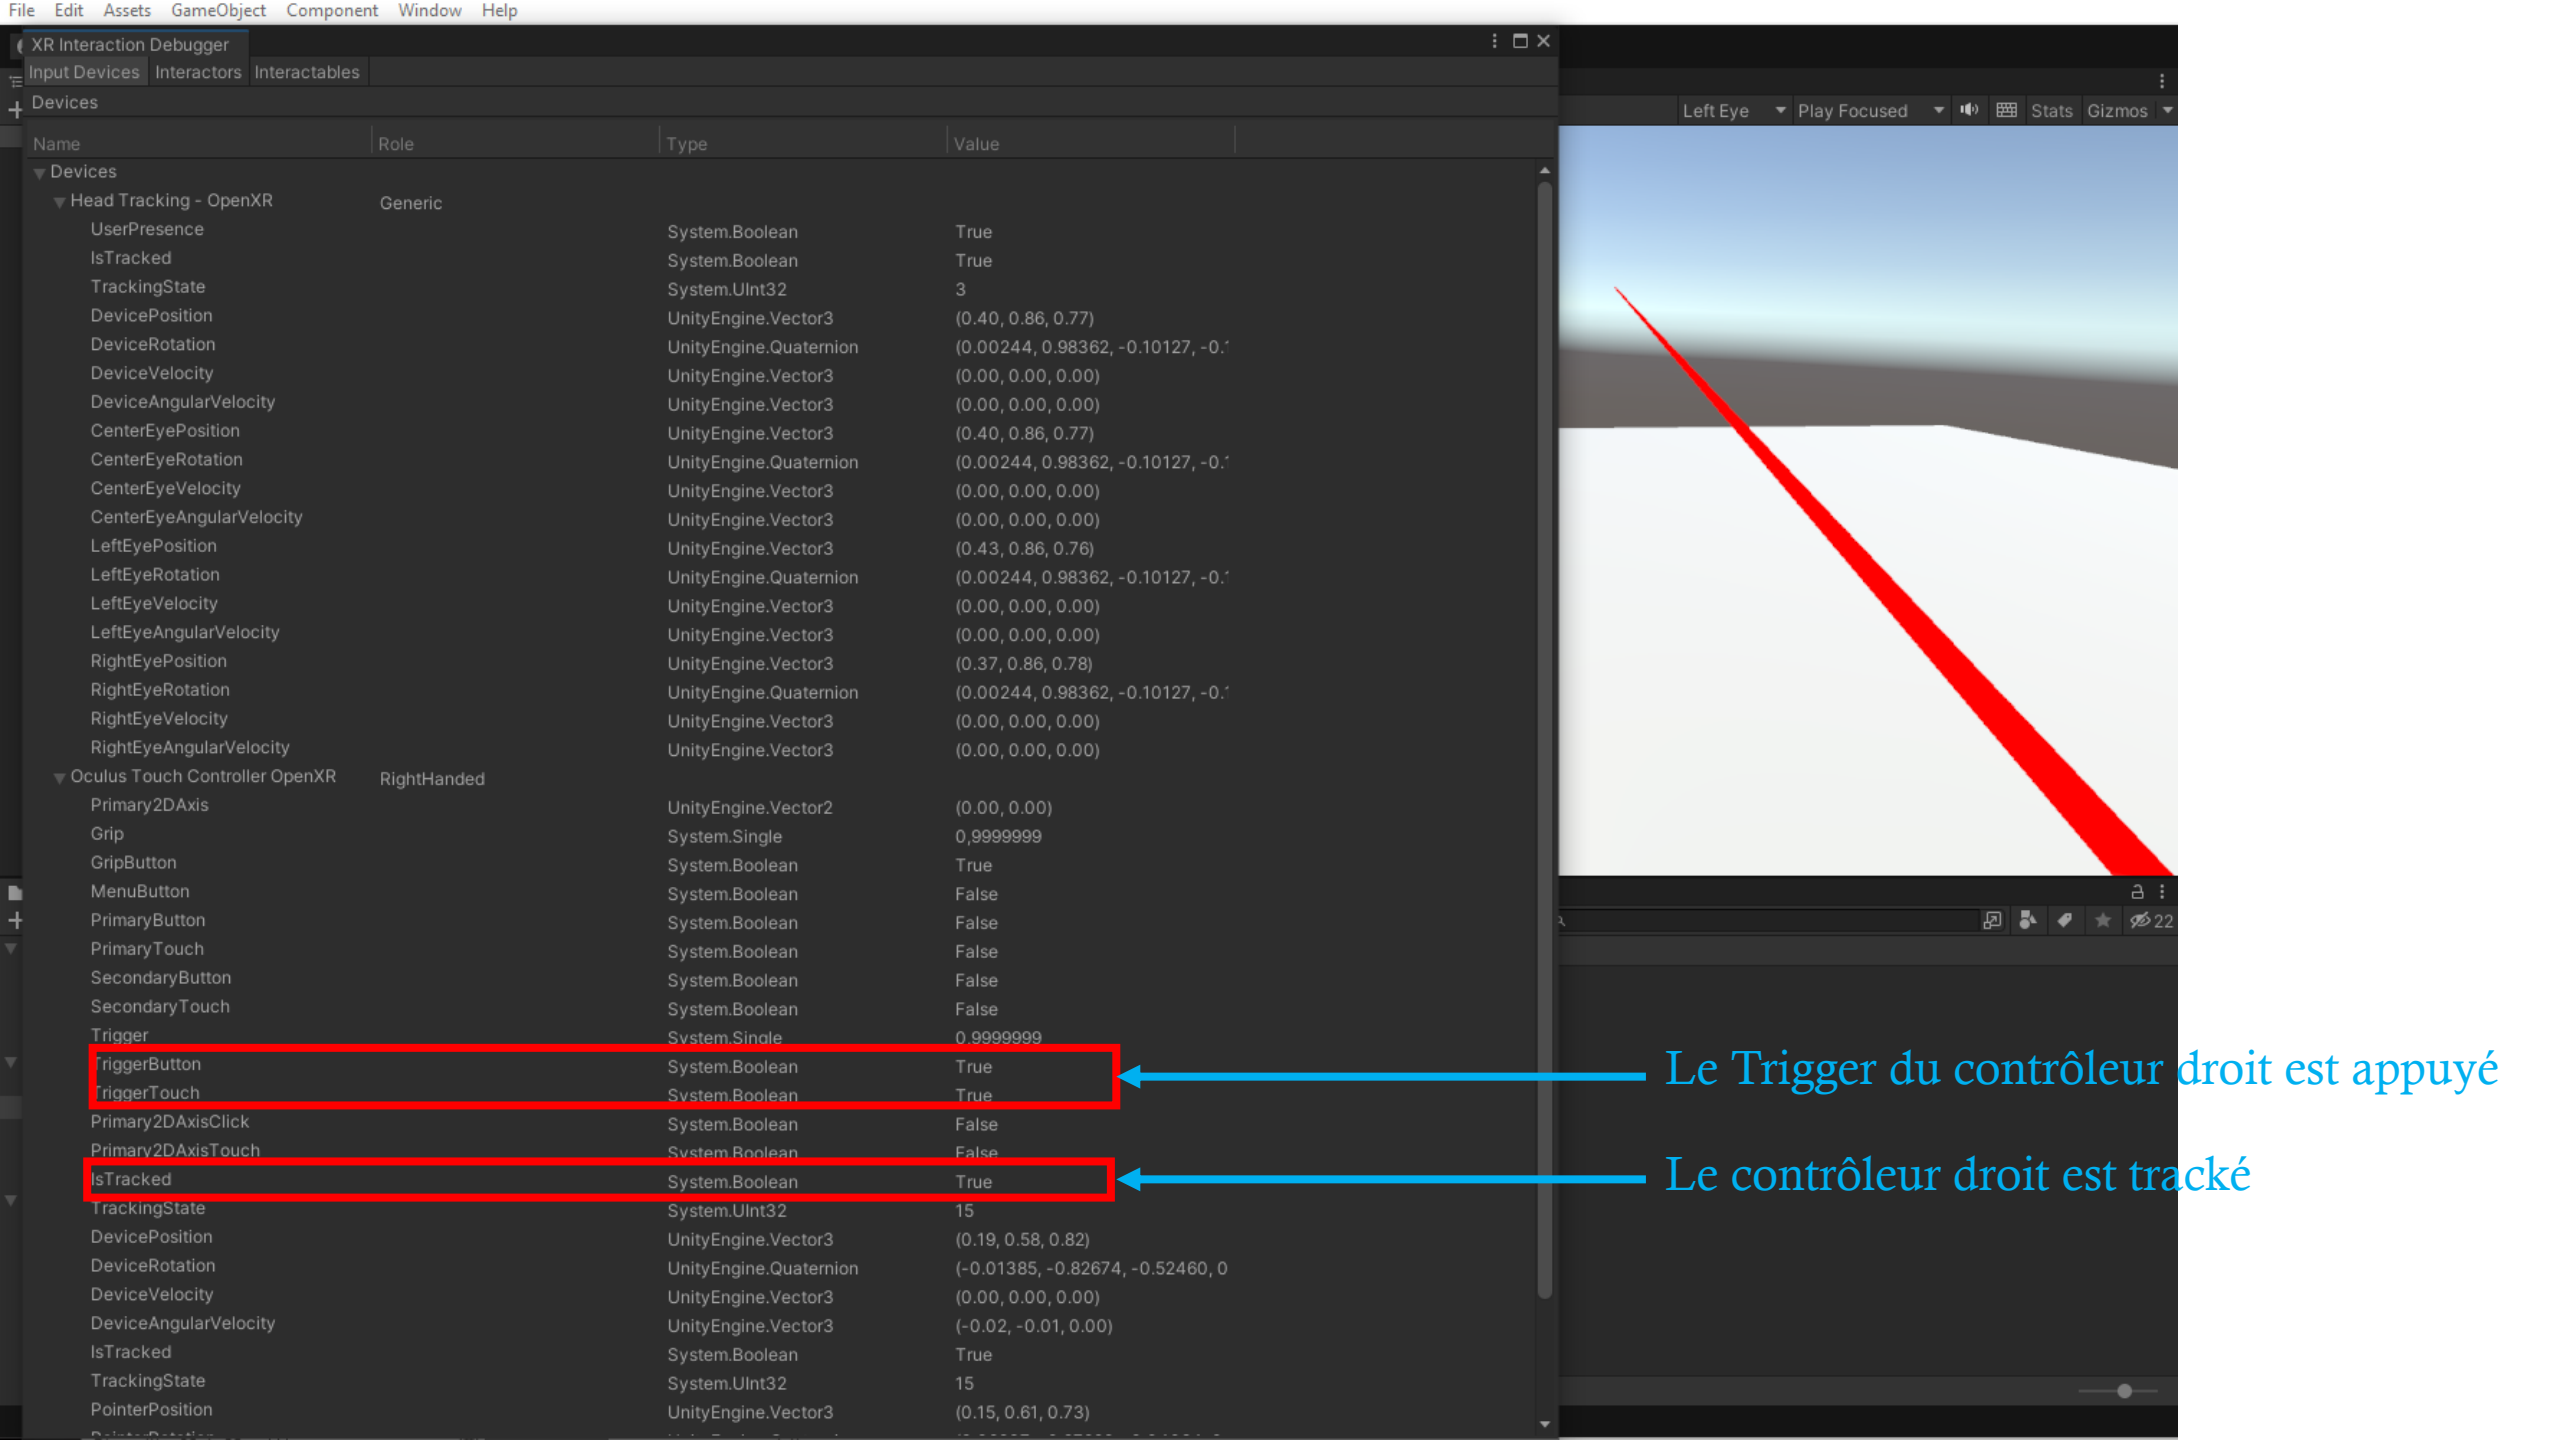 File Edit Assets GameObject Component Window Help
XR Interaction Debugger
Input Devices Interactors Interactables
Devices
Left Eye Play Focused Stats Gizmos
Name Role Type Value
Devices
Head Tracking - OpenXR Generic
UserPresence System.Boolean True
IsTracked System.Boolean True
TrackingState System.UInt32 3
DevicePosition UnityEngine.Vector3 (0.40, 0.86, 0.77)
DeviceRotation UnityEngine.Quaternion (0.00244, 0.98362, -0.10127, -0.1
DeviceVelocity UnityEngine.Vector3 (0.00, 0.00, 0.00)
DeviceAngularVelocity UnityEngine.Vector3 (0.00, 0.00, 0.00)
CenterEyePosition UnityEngine.Vector3 (0.40, 0.86, 0.77)
CenterEyeRotation UnityEngine.Quaternion (0.00244, 0.98362, -0.10127, -0.1
CenterEyeVelocity UnityEngine.Vector3 (0.00, 0.00, 0.00)
CenterEyeAngularVelocity UnityEngine.Vector3 (0.00, 0.00, 0.00)
LeftEyePosition UnityEngine.Vector3 (0.43, 0.86, 0.76)
LeftEyeRotation UnityEngine.Quaternion (0.00244, 0.98362, -0.10127, -0.1
LeftEyeVelocity UnityEngine.Vector3 (0.00, 0.00, 0.00)
LeftEyeAngularVelocity UnityEngine.Vector3 (0.00, 0.00, 0.00)
RightEyePosition UnityEngine.Vector3 (0.37, 0.86, 0.78)
RightEyeRotation UnityEngine.Quaternion (0.00244, 0.98362, -0.10127, -0.1
RightEyeVelocity UnityEngine.Vector3 (0.00, 0.00, 0.00)
RightEyeAngularVelocity UnityEngine.Vector3 (0.00, 0.00, 0.00)
Oculus Touch Controller OpenXR RightHanded
Primary2DAxis UnityEngine.Vector2 (0.00, 0.00)
Grip System.Single 0,9999999
GripButton System.Boolean True
MenuButton System.Boolean False
PrimaryButton System.Boolean False
22
PrimaryTouch System.Boolean False
SecondaryButton System.Boolean False
SecondaryTouch System.Boolean False
Trigger System.Single 0,9999999
TriggerButton System.Boolean True
Le Trigger du contrôleur droit est appuyé
TriggerTouch System.Boolean True
Primary2DAxisClick System.Boolean False
Primary2DAxisTouch System.Boolean False
IsTracked System.Boolean True
Le contrôleur droit est tracké
TrackingState System.UInt32 15
DevicePosition UnityEngine.Vector3 (0.19, 0.58, 0.82)
DeviceRotation UnityEngine.Quaternion (-0.01385, -0.82674, -0.52460, 0
DeviceVelocity UnityEngine.Vector3 (0.00, 0.00, 0.00)
DeviceAngularVelocity UnityEngine.Vector3 (-0.02, -0.01, 0.00)
IsTracked System.Boolean True
TrackingState System.UInt32 15
PointerPosition UnityEngine.Vector3 (0.15, 0.61, 0.73)